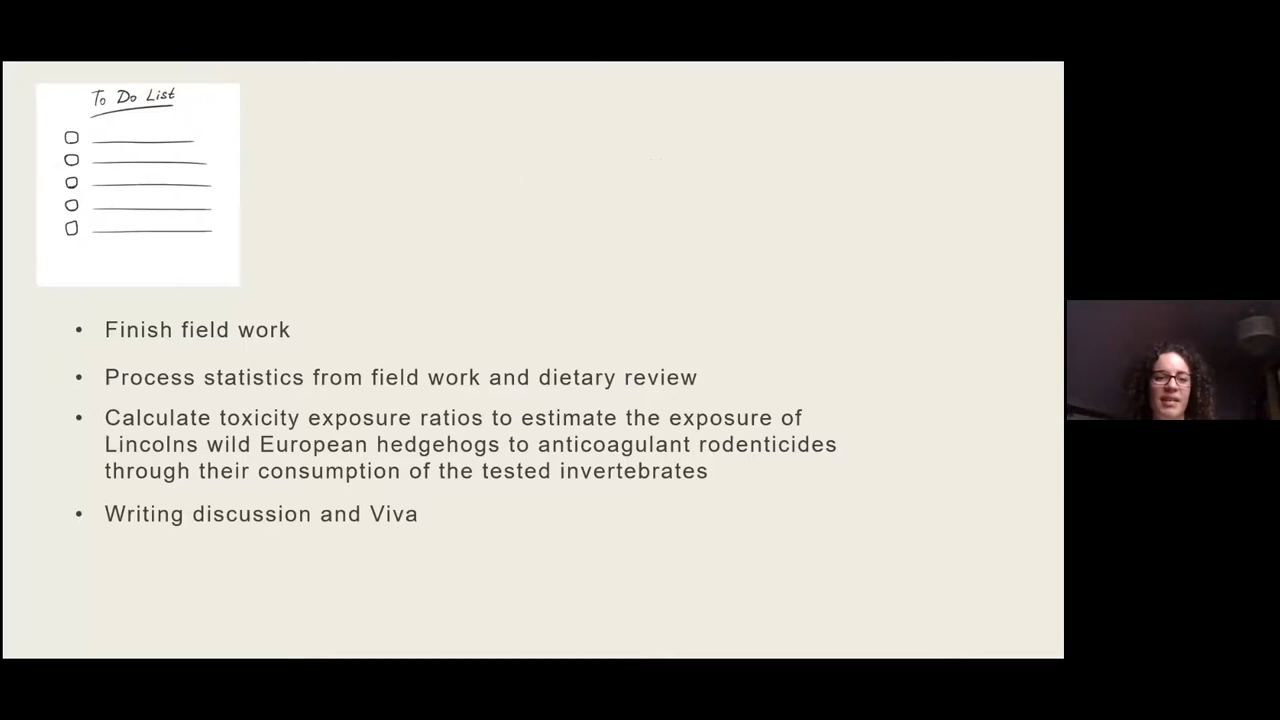 To Do List
• Finish field work
• Process statistics from field work and dietary review
• Calculate toxicity exposure ratios to estimate the exposure of
Lincolns wild European hedgehogs to anticoagulant rodenticides
through their consumption of the tested invertebrates
• Writing discussion and Viva